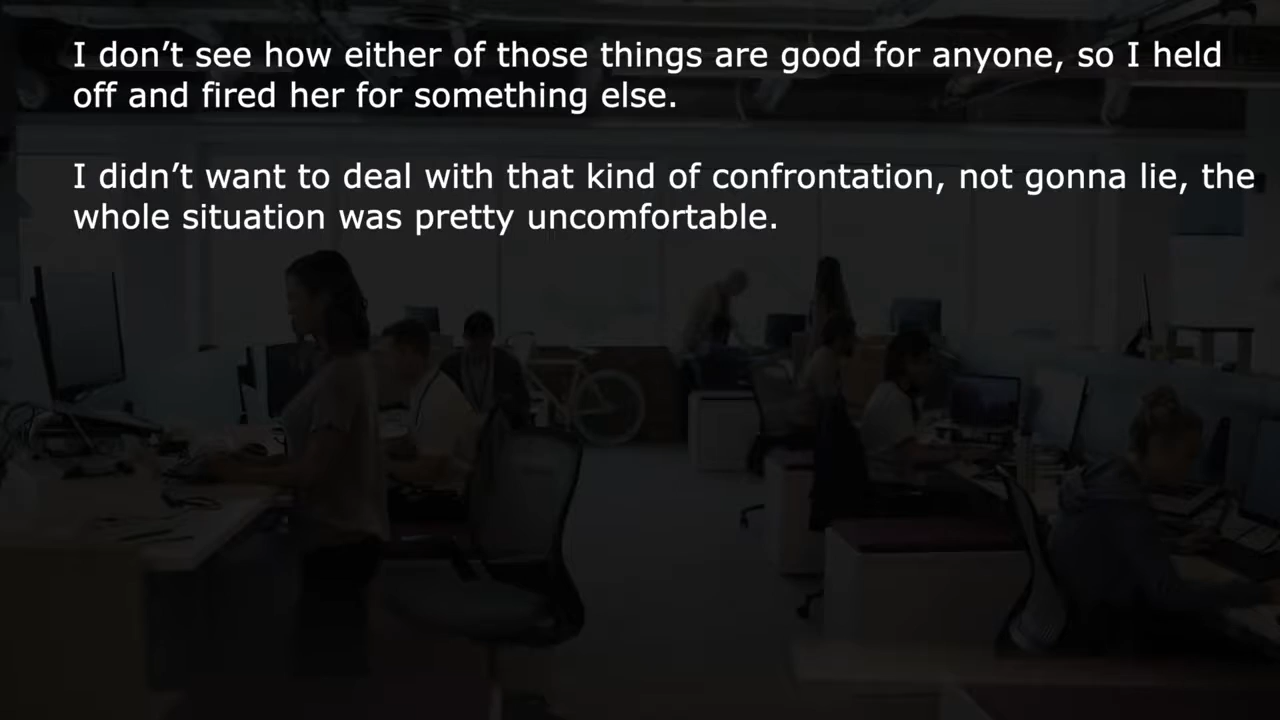 I don’t see how either of those things are good for anyone, so I held
off and fired her for something else.
I didn’t want to deal with that kind of confrontation, not gonna lie, the
whole situation was pretty uncomfortable.